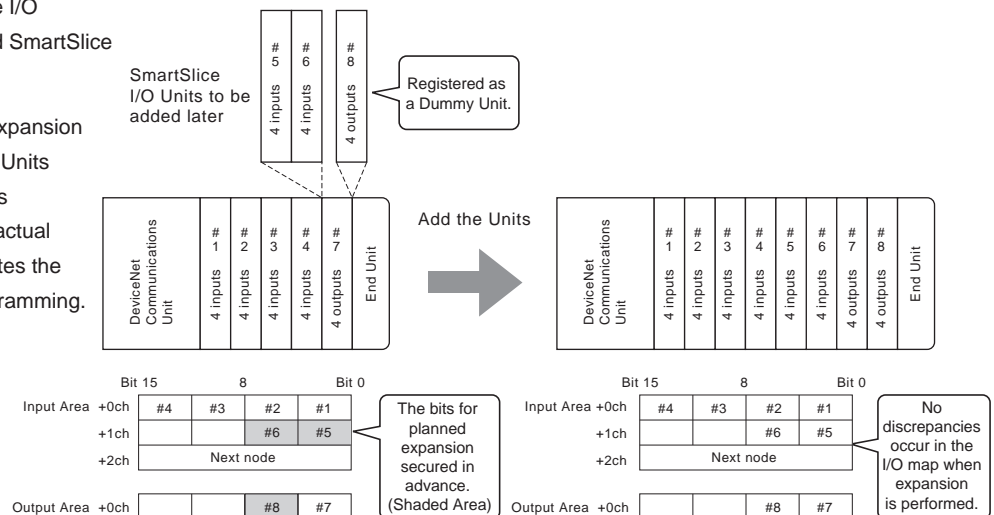 e I/O
d SmartSlice
xpansion
Units
s
actual
tes the
ramming.
SmartSlice
I/O Units to be
added later
# 5 4 inputs
# 6 4 inputs
# 8 4 outputs
Registered as
a Dummy Unit.
DeviceNet
Communications
Unit
# 1 4 inputs
# 2 4 inputs
# 3 4 inputs
# 4 4 inputs
# 7 4 outputs
End Unit
Add the Units
DeviceNet
Communications
Unit
# 1 4 inputs
# 2 4 inputs
# 3 4 inputs
# 4 4 inputs
# 5 4 inputs
# 6 4 inputs
# 7 4 outputs
# 8 4 outputs
End Unit
Bit 15 8 Bit 0
Input Area +0ch #4 #3 #2 #1
+1ch #6 #5
+2ch Next node
Output Area +0ch #8 #7
The bits for
planned
expansion
secured in
advance.
(Shaded Area)
Bit 15 8 Bit 0
Input Area +0ch #4 #3 #2 #1
+1ch #6 #5
+2ch Next node
Output Area +0ch #8 #7
No
discrepancies
occur in the
I/O map when
expansion
is performed.